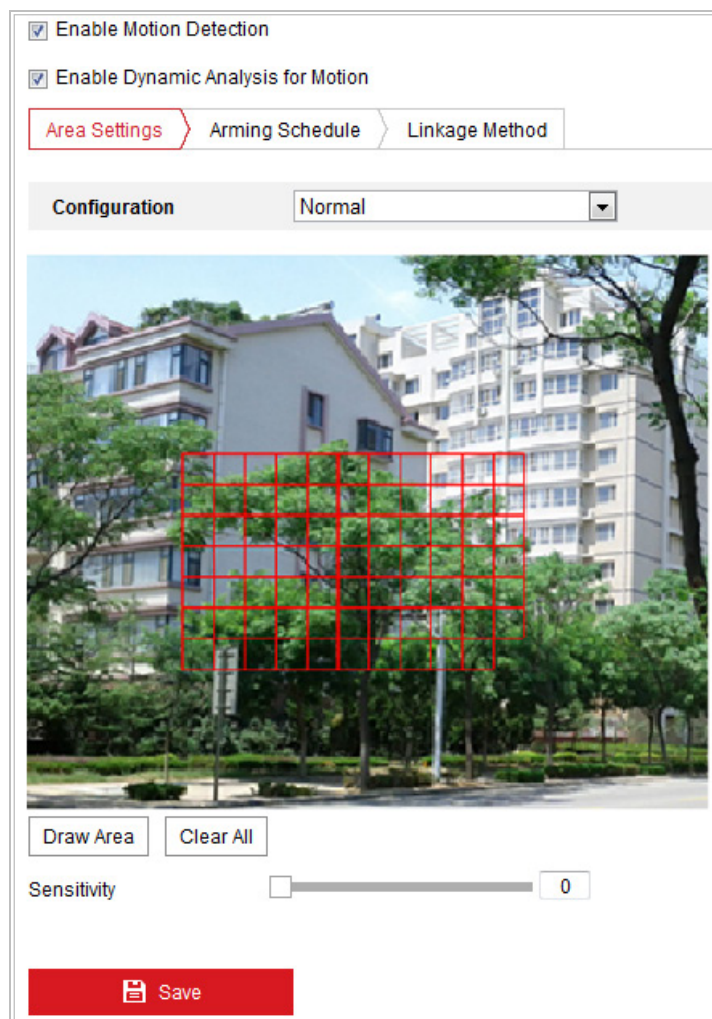 Enable Motion Detection
Enable Dynamic Analysis for Motion
Area Settings Arming Schedule Linkage Method
Configuration Normal
Draw Area Clear All
Sensitivity 0
Save